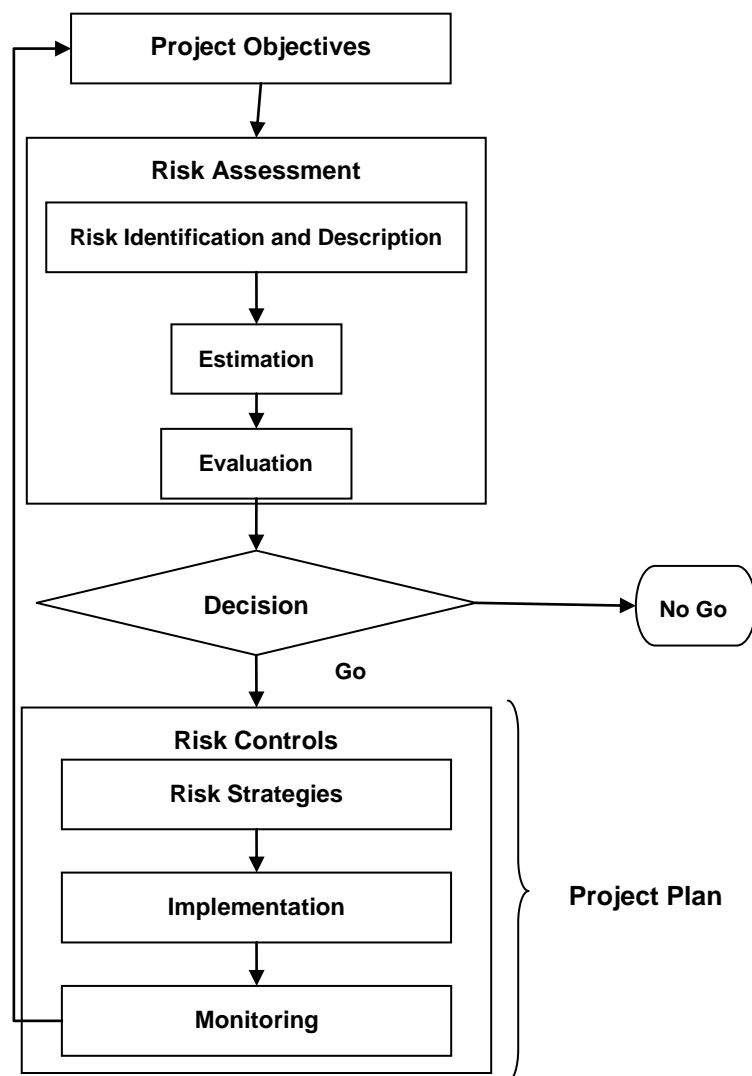 Project Objectives
Risk Assessment
Risk Identification and Description
Estimation
Evaluation
Decision
No Go
Go
Risk Controls
Risk Strategies
Implementation
Project Plan
Monitoring